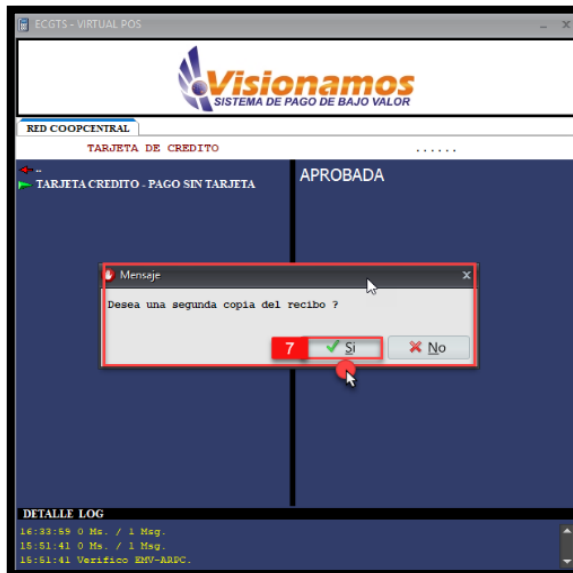 ECGTS - VIRTUAL POS
Visionamos
SISTEMA DE PAGO DE BAJO VALOR
RED COOPCENTRAL
TARJETA DE CREDITO ......
..
TARJETA CREDITO - PAGO SIN TARJETA
APROBADA
Mensaje
Desea una segunda copia del recibo ?
7 Si No
DETALLE LOG
16:33:59 0 Ms. / 1 Msg.
15:51:41 0 Ms. / 1 Msg.
15:51:41 Verifico EMV-ARPC.